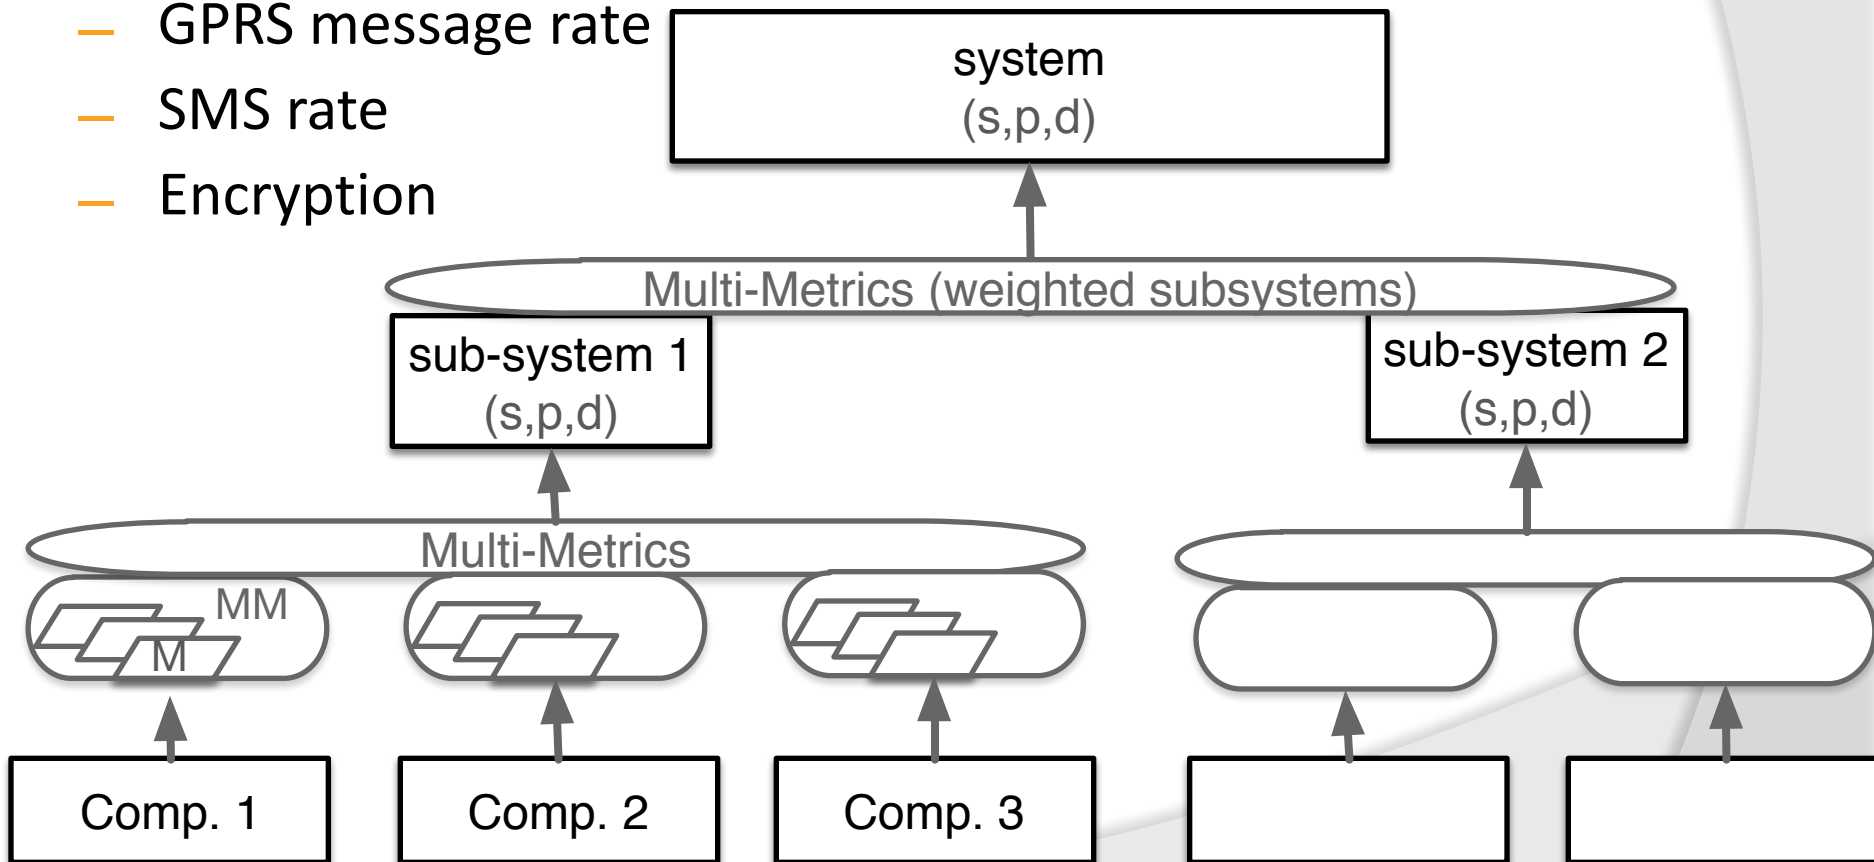 — GPRS message rate
— SMS rate
— Encryption
system
(s,p,d)
Multi-Metrics (weighted subsystems)
sub-system 1
(s,p,d)
sub-system 2
(s,p,d)
Multi-Metrics
MM
M
Comp. 1
Comp. 2
Comp. 3